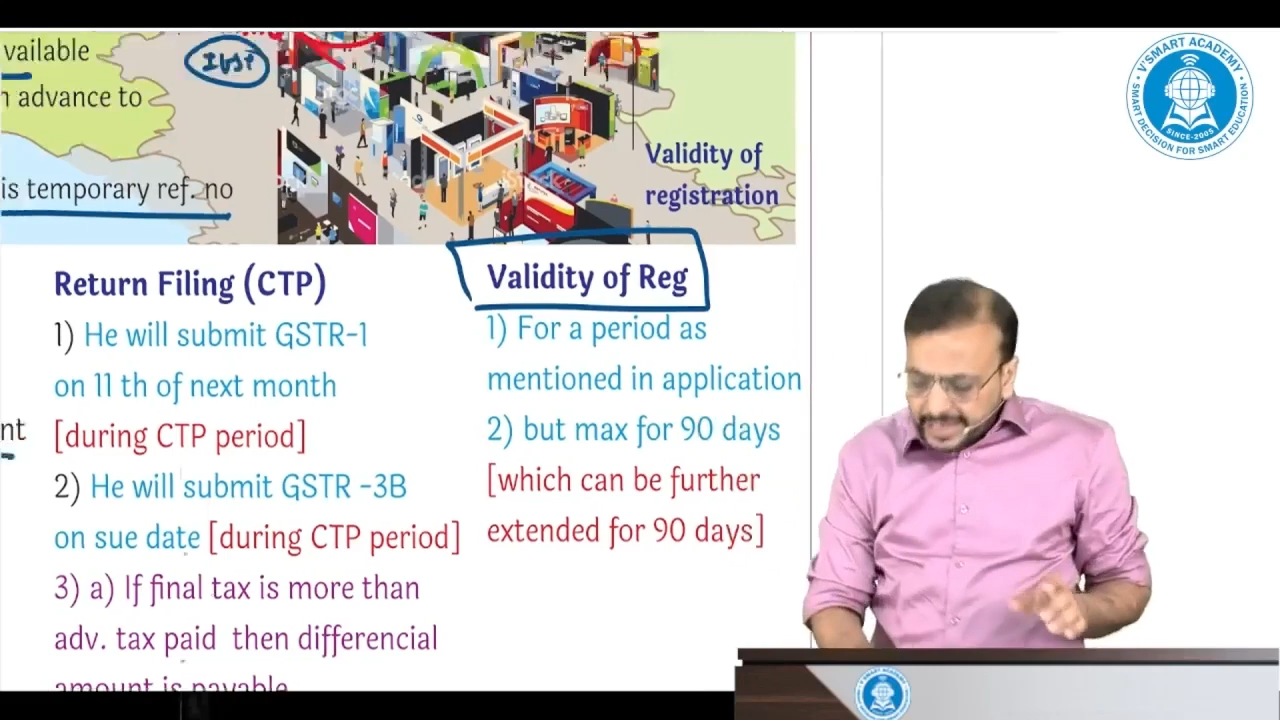 vailable
n advance to
is temporary ref. no
Validity of
registration
Return Filing (CTP)
1) He will submit GSTR-1
on 11 th of next month
[during CTP period]
nt
2) He will submit GSTR -3B
on sue date [during CTP period]
3) a) If final tax is more than
adv. tax paid then differencial
amount is payable
Validity of Reg
1) For a period as
mentioned in application
2) but max for 90 days
[which can be further
extended for 90 days]
V'SMART ACADEMY
SINCE-2005
SMART DECISION FOR SMART EDUCATION